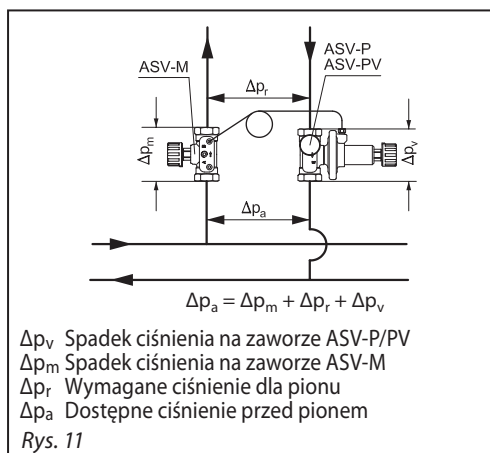 ASV-M
ASV-P
ASV-PV
Δpr
Δpm
Δpv
Δpa
Δpa = Δpm + Δpr + Δpv
Δpv Spadek ciśnienia na zaworze ASV-P/PV
Δpm Spadek ciśnienia na zaworze ASV-M
Δpr Wymagane ciśnienie dla pionu
Δpa Dostępne ciśnienie przed pionem
Rys. 11